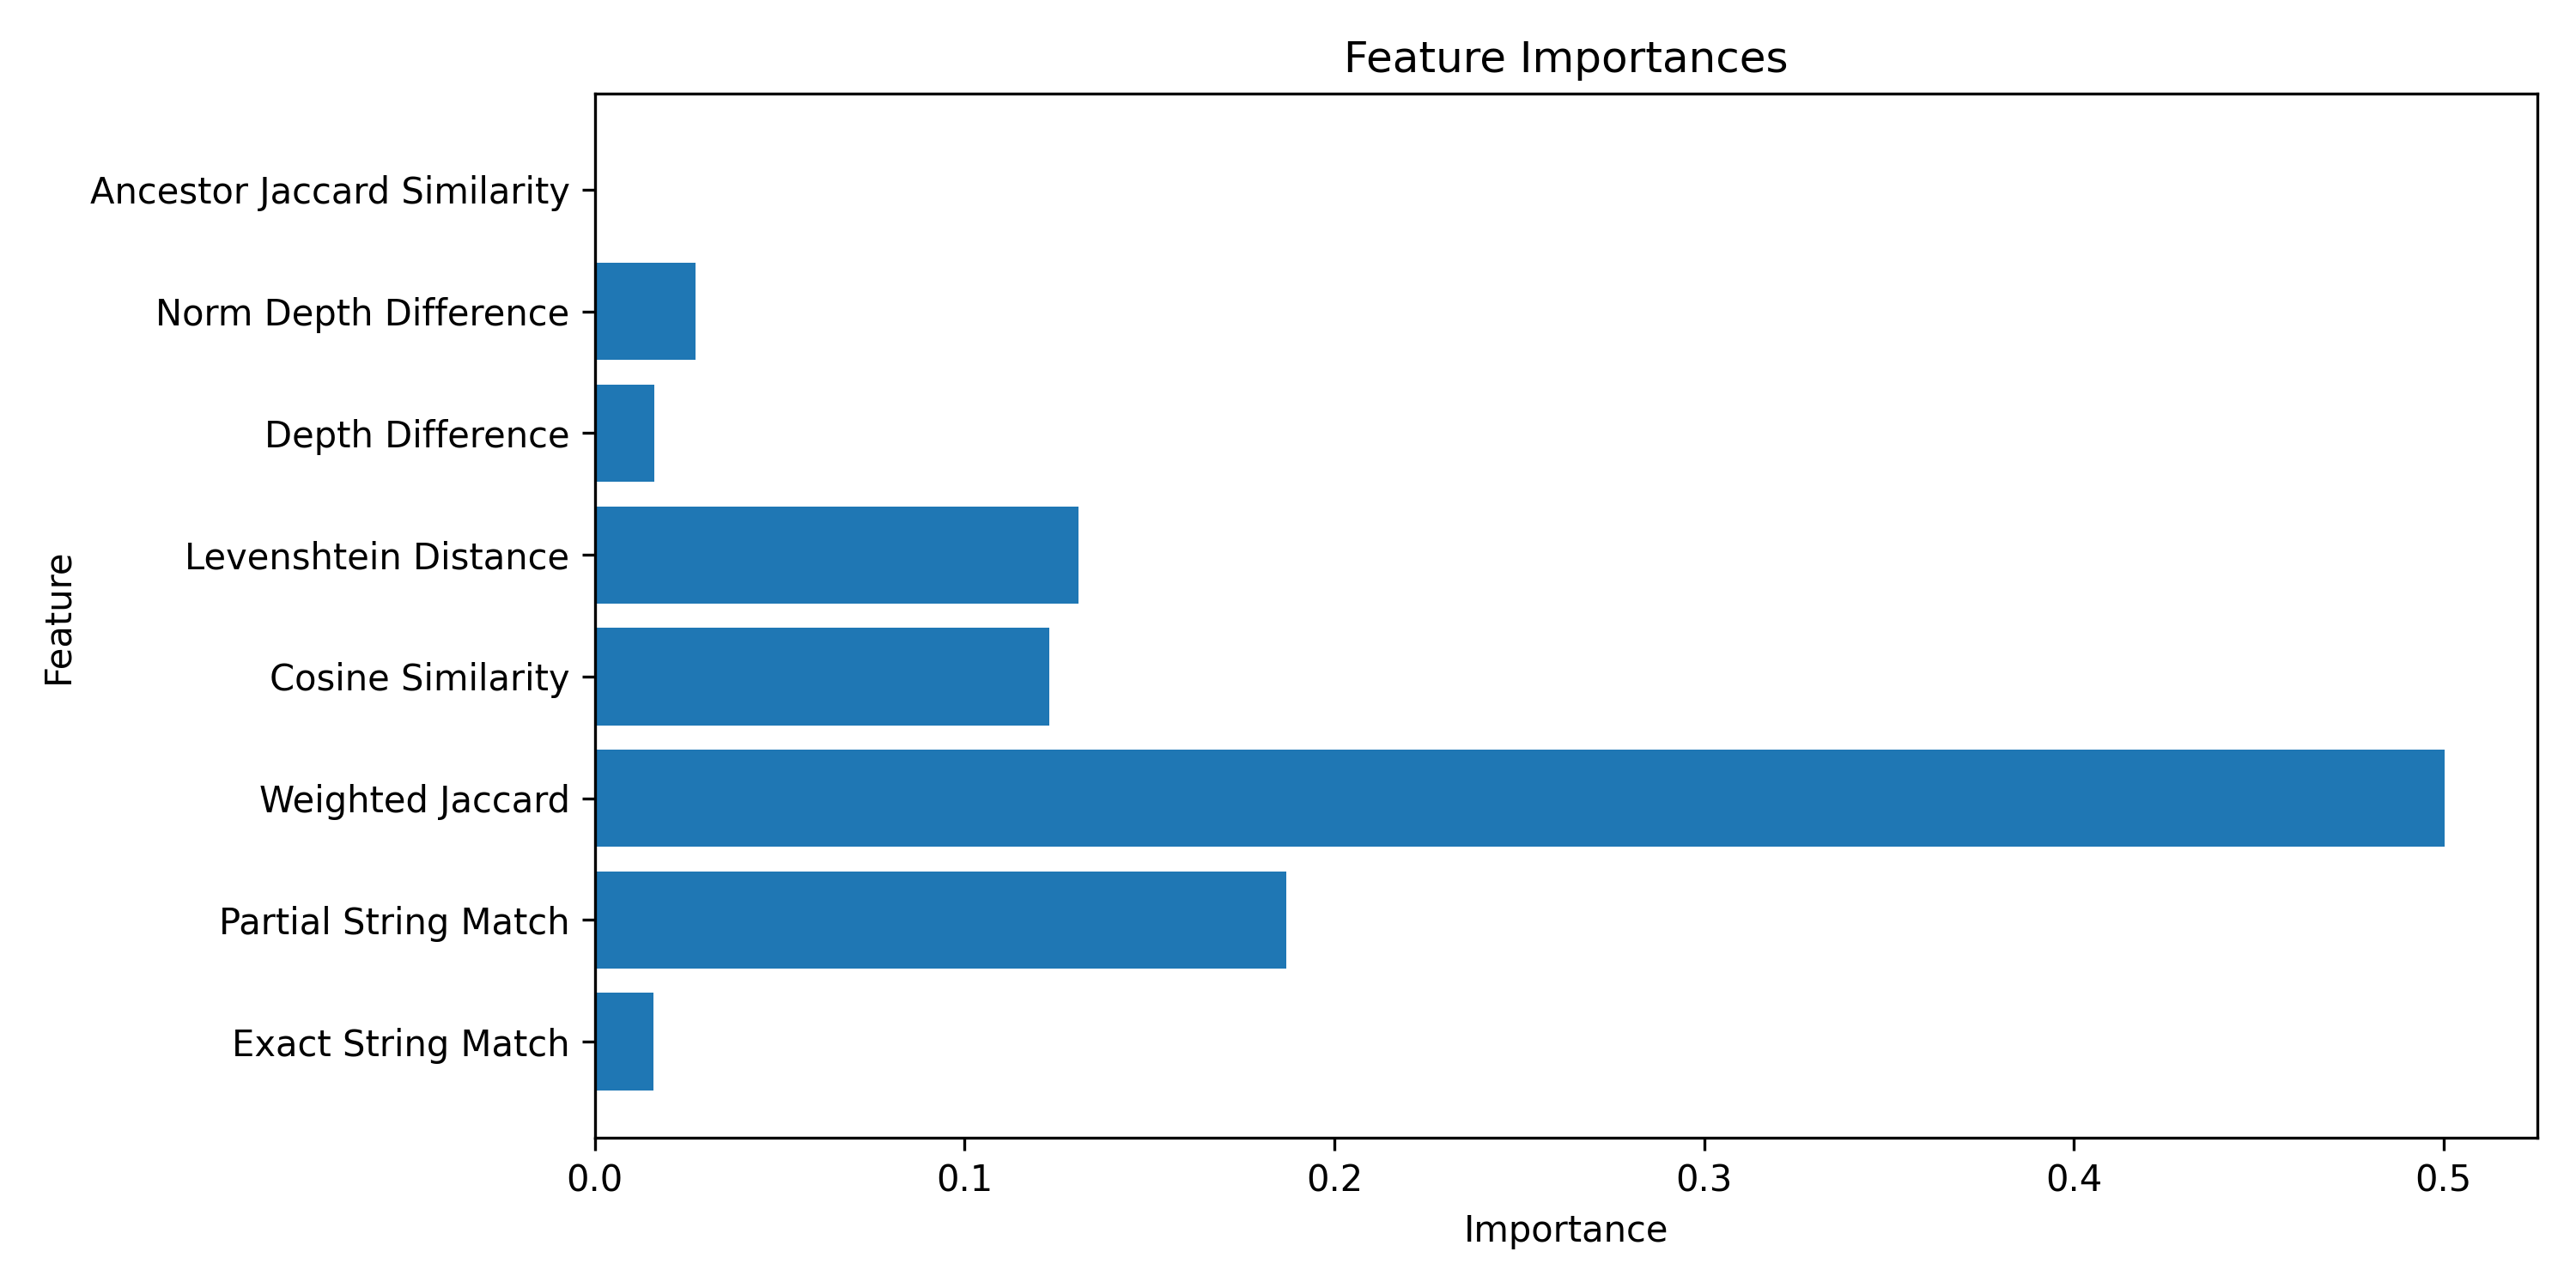 Feature Importances
Ancestor Jaccard Similarity
Norm Depth Difference
Depth Difference
Levenshtein Distance
Cosine Similarity
Weighted Jaccard
Partial String Match
Exact String Match
Feature
0.0 0.1 0.2 0.3 0.4 0.5
Importance